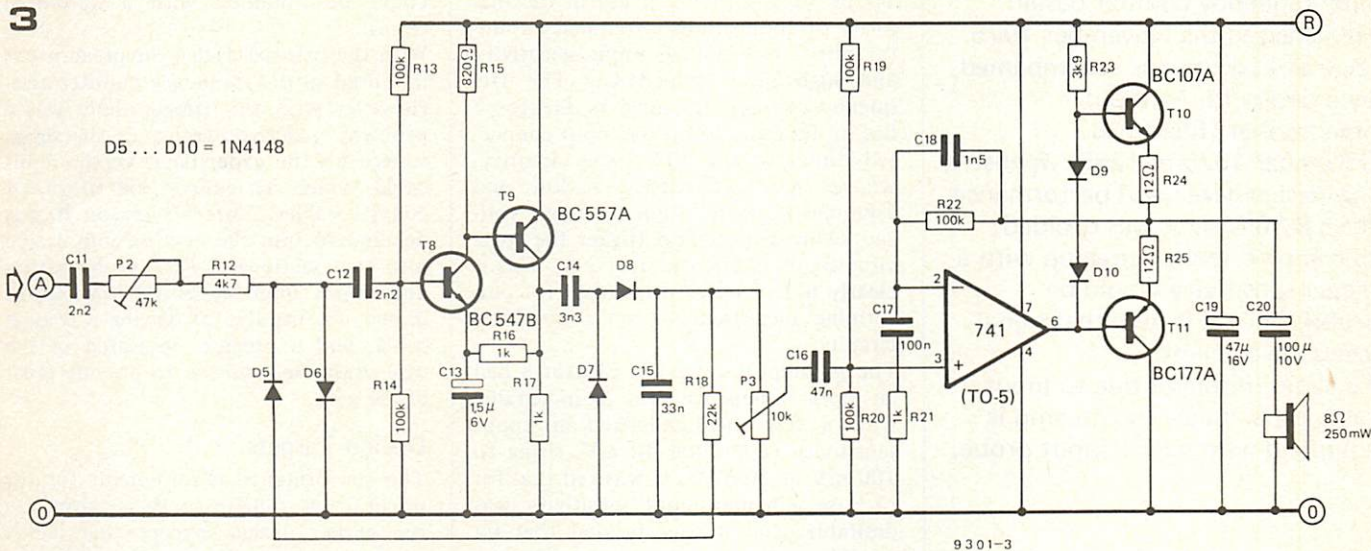 3
D5 . . . D10 = 1N4148
A
C11
2n2
P2
47k
R12
4k7
D5
D6
C12
2n2
R13
100k
R14
100k
R15
820Ω
T8
BC547B
T9
BC557A
R16
1k
C13
1,5µ
6V
R17
1k
C14
3n3
D7
D8
C15
33n
R18
22k
P3
10k
C16
47n
R19
100k
R20
100k
C18
1n5
R22
100k
C17
100n
R21
1k
2
3
741
7
6
4
(TO-5)
R23
3k9
D9
D10
BC107A
T10
R24
12Ω
R25
12Ω
T11
BC177A
C19
47µ
16V
C20
100µ
10V
8Ω
250mW
R
0
0
9301-3